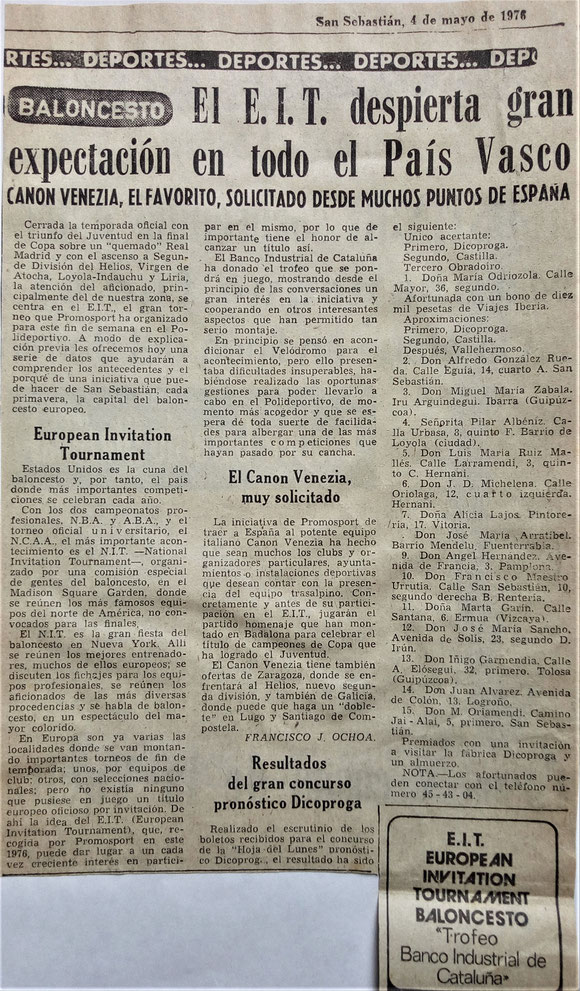 San Sebastián, 4 de mayo de 1976
RTES... DEPORTES... DEPORTES... DEPORTES... DEPO
BALONCESTO
El E.I.T. despierta gran
expectación en todo el País Vasco
CANON VENEZIA, EL FAVORITO, SOLICITADO DESDE MUCHOS PUNTOS DE ESPAÑA
Cerrada la temporada oficial con
el triunfo del Juventud en la final
de Copa sobre un "quemado" Real
Madrid y con el ascenso a Segun-
da División del Helios, Virgen de
Atocha, Loyola-Indauchu y Liria,
la atención del aficionado, prin-
cipalmente del de nuestra zona, se
centra en el E.I.T., el gran tor-
neo que Promosport ha organizado
para este fin de semana en el Po-
lideportivo. A modo de explica-
ción previa les ofrecemos hoy una
serie de datos que ayudarán a
comprender los antecedentes y el
porqué de una iniciativa que pue-
de hacer de San Sebastián, cada
primavera, la capital del balon-
cesto europeo.
European Invitation
Tournament
Estados Unidos es la cuna del
baloncesto y, por tanto, el país
donde más importantes competici-
ciones se celebran cada año.
Con los dos campeonatos pro-
fesionales, N.B.A. y A.B.A., y el
torneo oficial universitario, el
N.C.A.A., el más importante acon-
tecimiento es el N.I.T. —National
Invitation Tournament—, organiza-
do por una comisión especial
de gentes del baloncesto, en el
Madison Square Garden, donde
se reúnen los más famosos equi-
pos del norte de América, no con-
vocados para las finales.
El N.I.T. es la gran fiesta del
baloncesto en Nueva York. Allí
se reúnen los mejores entrenado-
res, muchos de ellos europeos; se
discuten los fichajes para los equi-
pos profesionales, se reúnen los
aficionados de las más diversas
procedencias y se habla de balon-
cesto, en un espectáculo del ma-
yor colorido.
En Europa son ya varias las
localidades donde se van montan-
do importantes torneos de fin de
temporada; unos, por equipos de
club; otros, con selecciones nacio-
nales; pero no existía ninguno
que pusiese en juego un título
europeo oficioso por invitación. De
ahí la idea del E.I.T. (European
Invitation Tournament), que, re-
cogida por Promosport en este
1976, puede dar lugar a un cada
vez creciente interés en partici-
par en el mismo, por lo que de
importante tiene el honor de al-
canzar un título así.
El Banco Industrial de Cataluña
ha donado el trofeo que se pon-
drá en juego, mostrando desde el
principio de las conversaciones un
gran interés en la iniciativa y
cooperando en otros interesantes
aspectos que han permitido tan
serio montaje.
En principio se pensó en acon-
dicionar el Velódromo para el
acontecimiento, pero ello presen-
taba dificultades insuperables, ha-
biéndose realizado las oportunas
gestiones para poder llevarlo a
cabo en el Polideportivo, de mo-
mento más acogedor y que se es-
pera dé toda suerte de facilida-
des para albergar una de las más
importantes competiciones que
hayan pasado por su cancha.
El Canon Venezia,
muy solicitado
La iniciativa de Promosport de
traer a España al potente equipo
italiano Canon Venezia ha hecho
que sean muchos los clubs y or-
ganizadores particulares, ayunta-
mientos o instalaciones deportivas
que desean contar con la presen-
cia del equipo trasalpino. Con-
cretamente y antes de su partici-
pación en el E.I.T., jugarán el
partido homenaje que han mon-
tado en Badalona para celebrar el
título de campeones de Copa que
ha logrado el Juventud.
El Canon Venezia tiene también
ofertas de Zaragoza, donde se en-
frentará al Helios, nuevo segun-
da división, y también de Galicia,
donde puede que haga un "doble-
te" en Lugo y Santiago de Com-
postela.
FRANCISCO J. OCHOA.
Resultados
del gran concurso
pronóstico Dicoproga
Realizado el escrutinio de los
boletos recibidos para el concurso
de la "Hoja del Lunes" pronósti-
co Dicoprog., el resultado ha sido
el siguiente:
Unico acertante:
Primero, Dicoproga.
Segundo, Castilla.
Tercero Obradoiro.
1. Doña María Odriozola. Calle
Mayor, 36, segundo.
Afortunada con un bono de diez
mil pesetas de Viajes Iberia.
Aproximaciones:
Primero, Dicoproga.
Segundo, Castilla.
Después, Vallehermoso.
2. Don Alfredo González Rue-
da. Calle Eguía, 14, cuarto A. San
Sebastián.
3. Don Miguel María Zabala.
Iru Arguindegui. Ibarra (Guipúz-
coa).
4. Señorita Pilar Albéniz. Ca-
lla Urbasa, 3, quinto F. Barrio de
Loyola (ciudad).
5. Don Luis María Ruiz Ma-
llés. Calle Larramendi, 3, quin-
to C. Hernani.
6. Don J. D. Michelena. Calle
Oriolaga, 12, cuarto izquierda.
Hernani.
7. Doña Alicia Lajos. Pintore-
ría, 17. Vitoria.
Don José María Arratíbel.
Barrio Mendelu, Fuenterrabía.
9. Don Angel Hernández. Ave-
nida de Francia, 3, Pamplona.
10. Don Francisco Maestro
Urrutia. Calle San Sebastián, 10,
segundo derecha B. Rentería.
11. Doña Marta Garín. Calle
Santana, 6. Ermua (Vizcaya).
12. Don José María Sancho,
Avenida de Solís, 23, segundo D.
Irún.
13. Don Iñigo Garmendia. Calle
A. Elósegui, 32, primero. Tolosa
(Guipúzcoa).
14. Don Juan Alvarez. Avenida
de Colón, 13. Logroño.
15. Don M. Oriamendi. Camino
Jai-Alai, 5, primero. San Sebas-
tián.
Premiados con una invitación
a visitar la fábrica Dicoproga y
un almuerzo.
NOTA.—Los afortunados pue-
den conectar con el teléfono
número 45-43-04.
E.I.T.
EUROPEAN
INVITATION
TOURNAMENT
BALONCESTO
«Trofeo
Banco Industrial de
Cataluña»